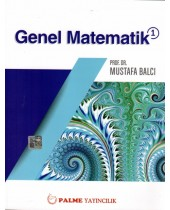 Genel Matematik 1
PROF. DR.
MUSTAFA BALCI
PALME YAYINCILIK